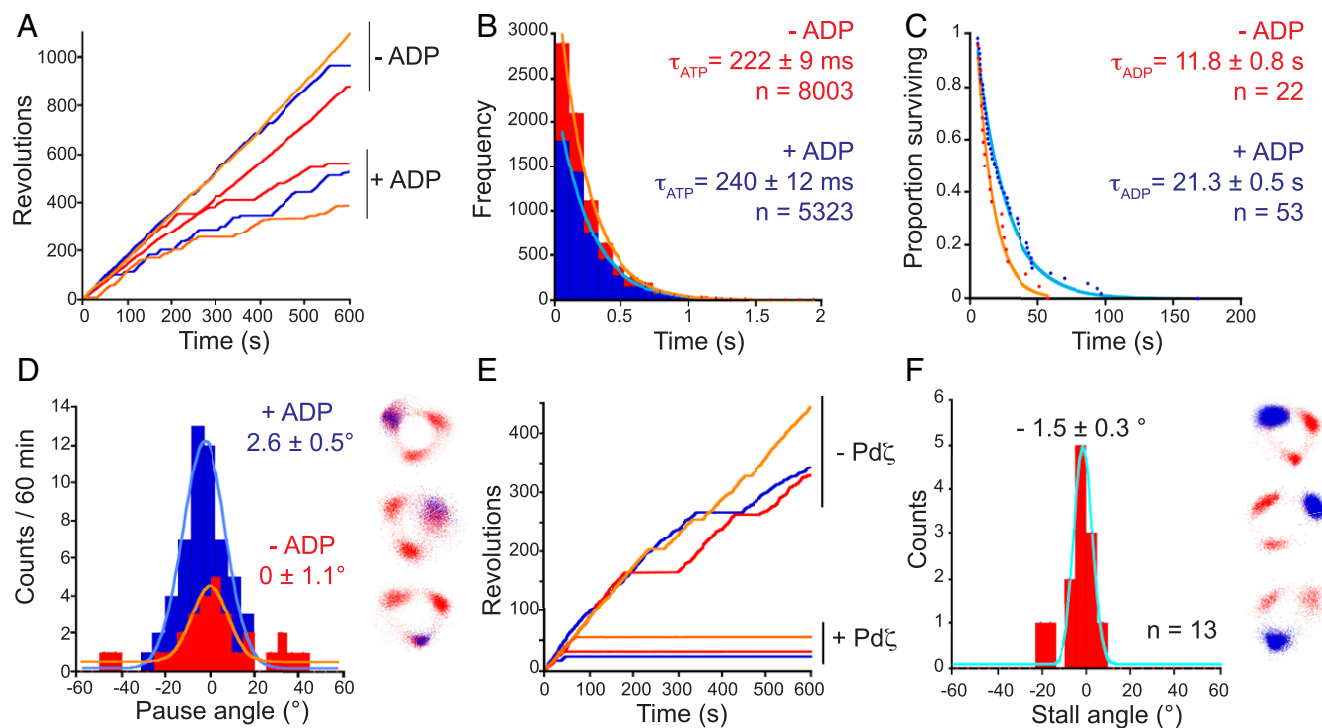 A
Revolutions
1000
800
600
400
200
0
0 100 200 300 400 500 600
Time (s)
- ADP
+ ADP
B
Frequency
3000
2500
2000
1500
1000
500
0
0 0.5 1 1.5 2
Time (s)
- ADP
τATP= 222 ± 9 ms
n = 8003
+ ADP
τATP= 240 ± 12 ms
n = 5323
C
Proportion surviving
1
0.8
0.6
0.4
0.2
0
0 50 100 150 200
Time (s)
- ADP
τADP= 11.8 ± 0.8 s
n = 22
+ ADP
τADP= 21.3 ± 0.5 s
n = 53
D
Counts / 60 min
14
12
10
8
6
4
2
0
-60 -40 -20 0 20 40 60
Pause angle (°)
+ ADP
2.6 ± 0.5°
- ADP
0 ± 1.1°
E
Revolutions
400
300
200
100
0
0 100 200 300 400 500 600
Time (s)
- Pdζ
+ Pdζ
F
Counts
6
5
4
3
2
1
0
-60 -40 -20 0 20 40 60
Stall angle (°)
- 1.5 ± 0.3 °
n = 13